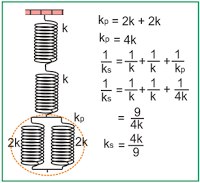 k
k
kₚ
2k
2k
kₚ = 2k + 2k
kₚ = 4k
1/kₛ = 1/k + 1/k + 1/kₚ
1/kₛ = 1/k + 1/k + 1/4k
= 9/4k
kₛ = 4k/9